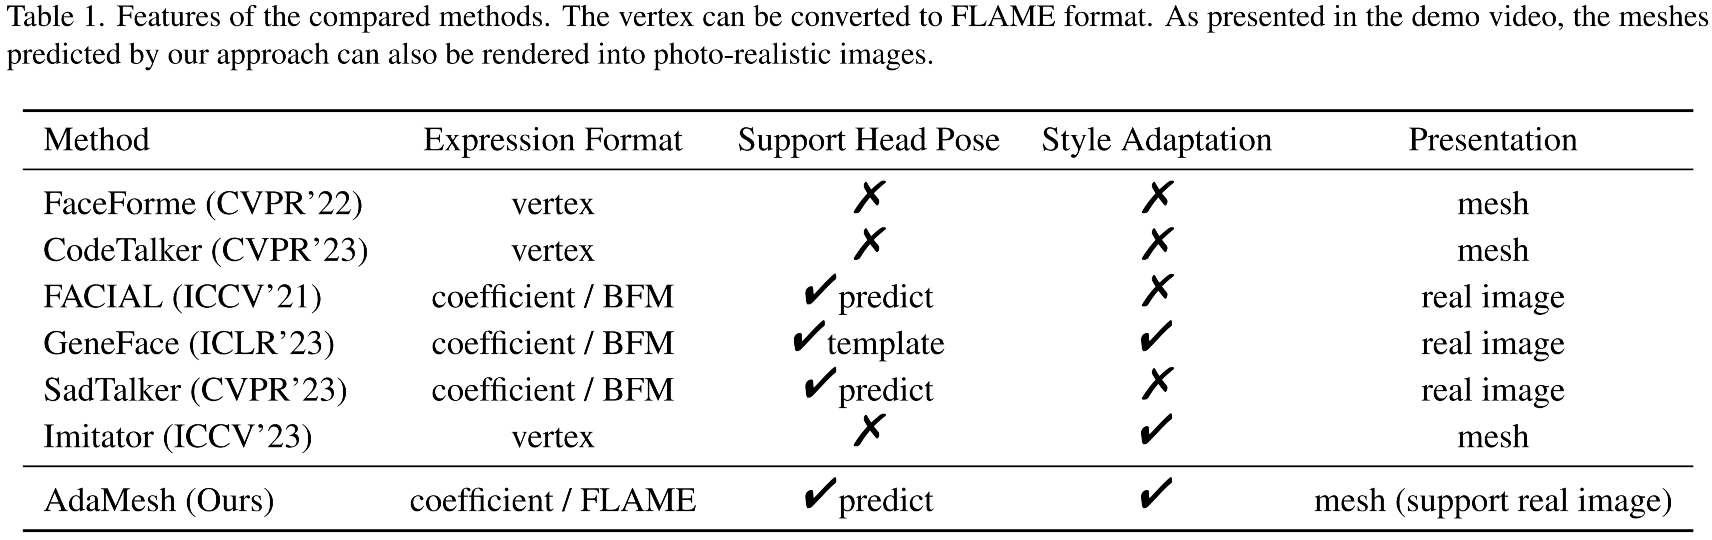 Table 1. Features of the compared methods. The vertex can be converted to FLAME format. As presented in the demo video, the meshes
predicted by our approach can also be rendered into photo-realistic images.
Method Expression Format Support Head Pose Style Adaptation Presentation
FaceForme (CVPR’22) vertex ✗ ✗ mesh
CodeTalker (CVPR’23) vertex ✗ ✗ mesh
FACIAL (ICCV’21) coefficient / BFM ✔predict ✗ real image
GeneFace (ICLR’23) coefficient / BFM ✔template ✔ real image
SadTalker (CVPR’23) coefficient / BFM ✔predict ✗ real image
Imitator (ICCV’23) vertex ✗ ✔ mesh
AdaMesh (Ours) coefficient / FLAME ✔predict ✔ mesh (support real image)